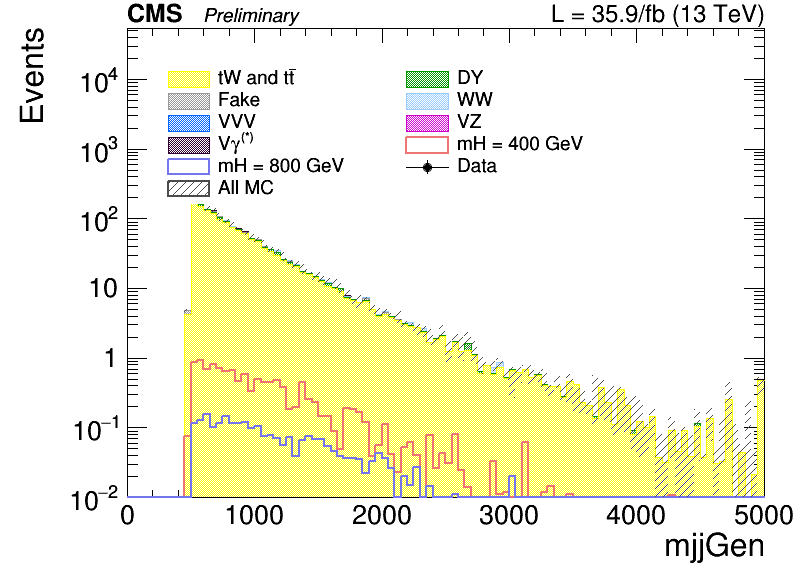 CMS Preliminary L = 35.9/fb (13 TeV)
Events
10⁴
10³
10²
10
1
10⁻¹
10⁻²
tW and tt̄ DY
Fake WW
VVV VZ
Vγ⁽*⁾ mH = 400 GeV
mH = 800 GeV Data
All MC
0 1000 2000 3000 4000 5000
mjjGen